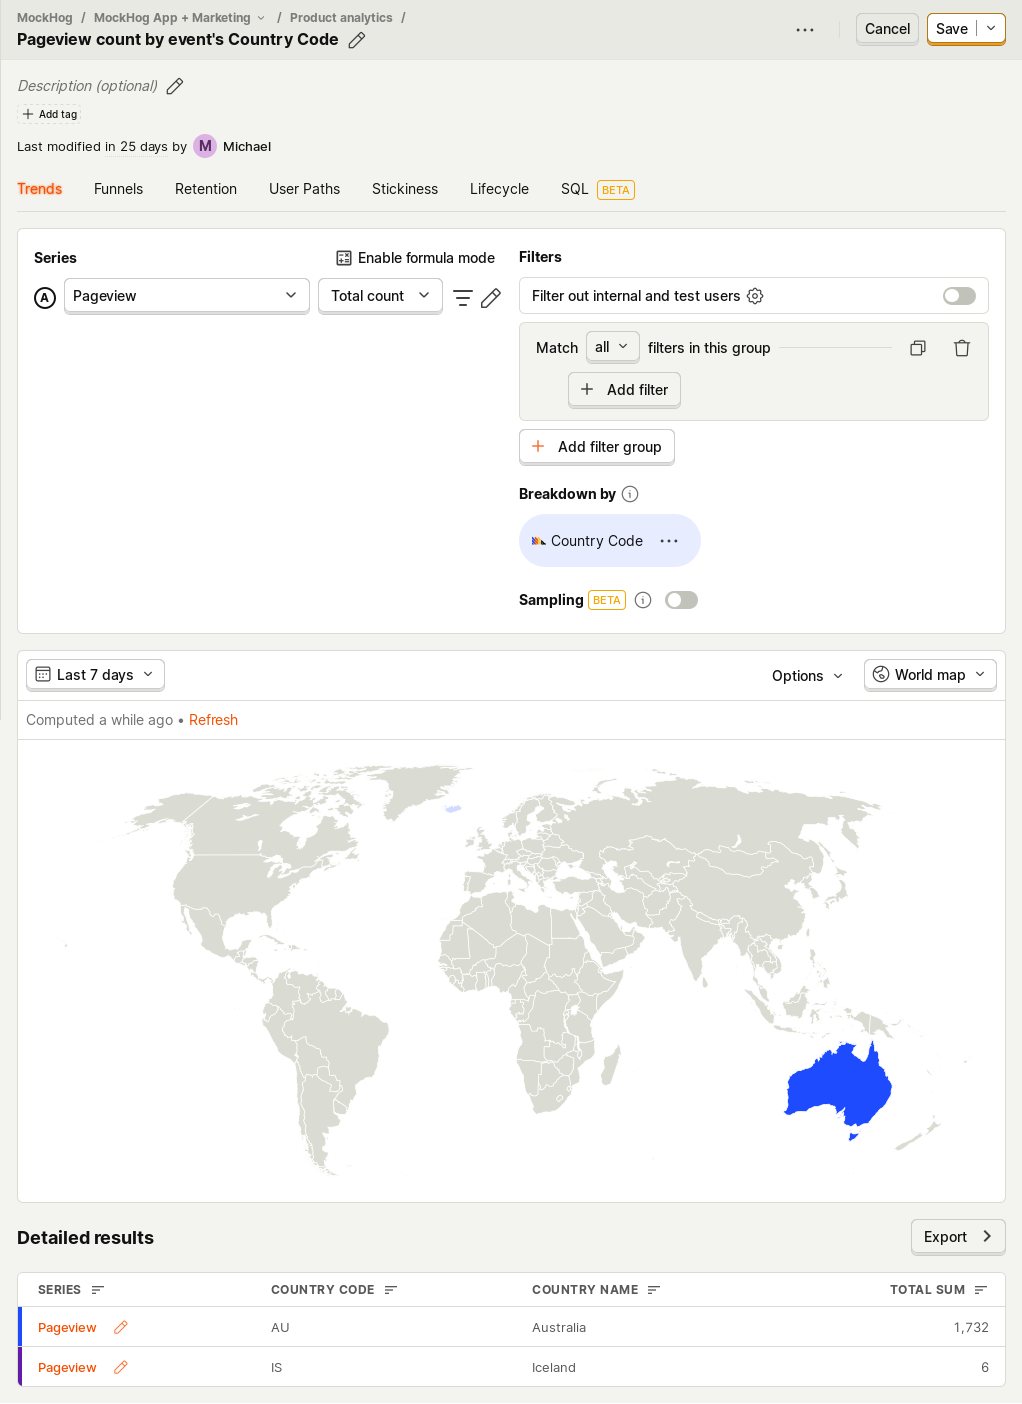 MockHog / MockHog App + Marketing / Product analytics /
Pageview count by event's Country Code
Cancel Save
Description (optional)
Add tag
Last modified in 25 days by M Michael
Trends Funnels Retention User Paths Stickiness Lifecycle SQL BETA
Series Enable formula mode
A Pageview Total count
Filters
Filter out internal and test users
Match all filters in this group
Add filter
Add filter group
Breakdown by
Country Code
Sampling BETA
Last 7 days Options World map
Computed a while ago • Refresh
Detailed results Export
SERIES COUNTRY CODE COUNTRY NAME TOTAL SUM
Pageview AU Australia 1,732
Pageview IS Iceland 6